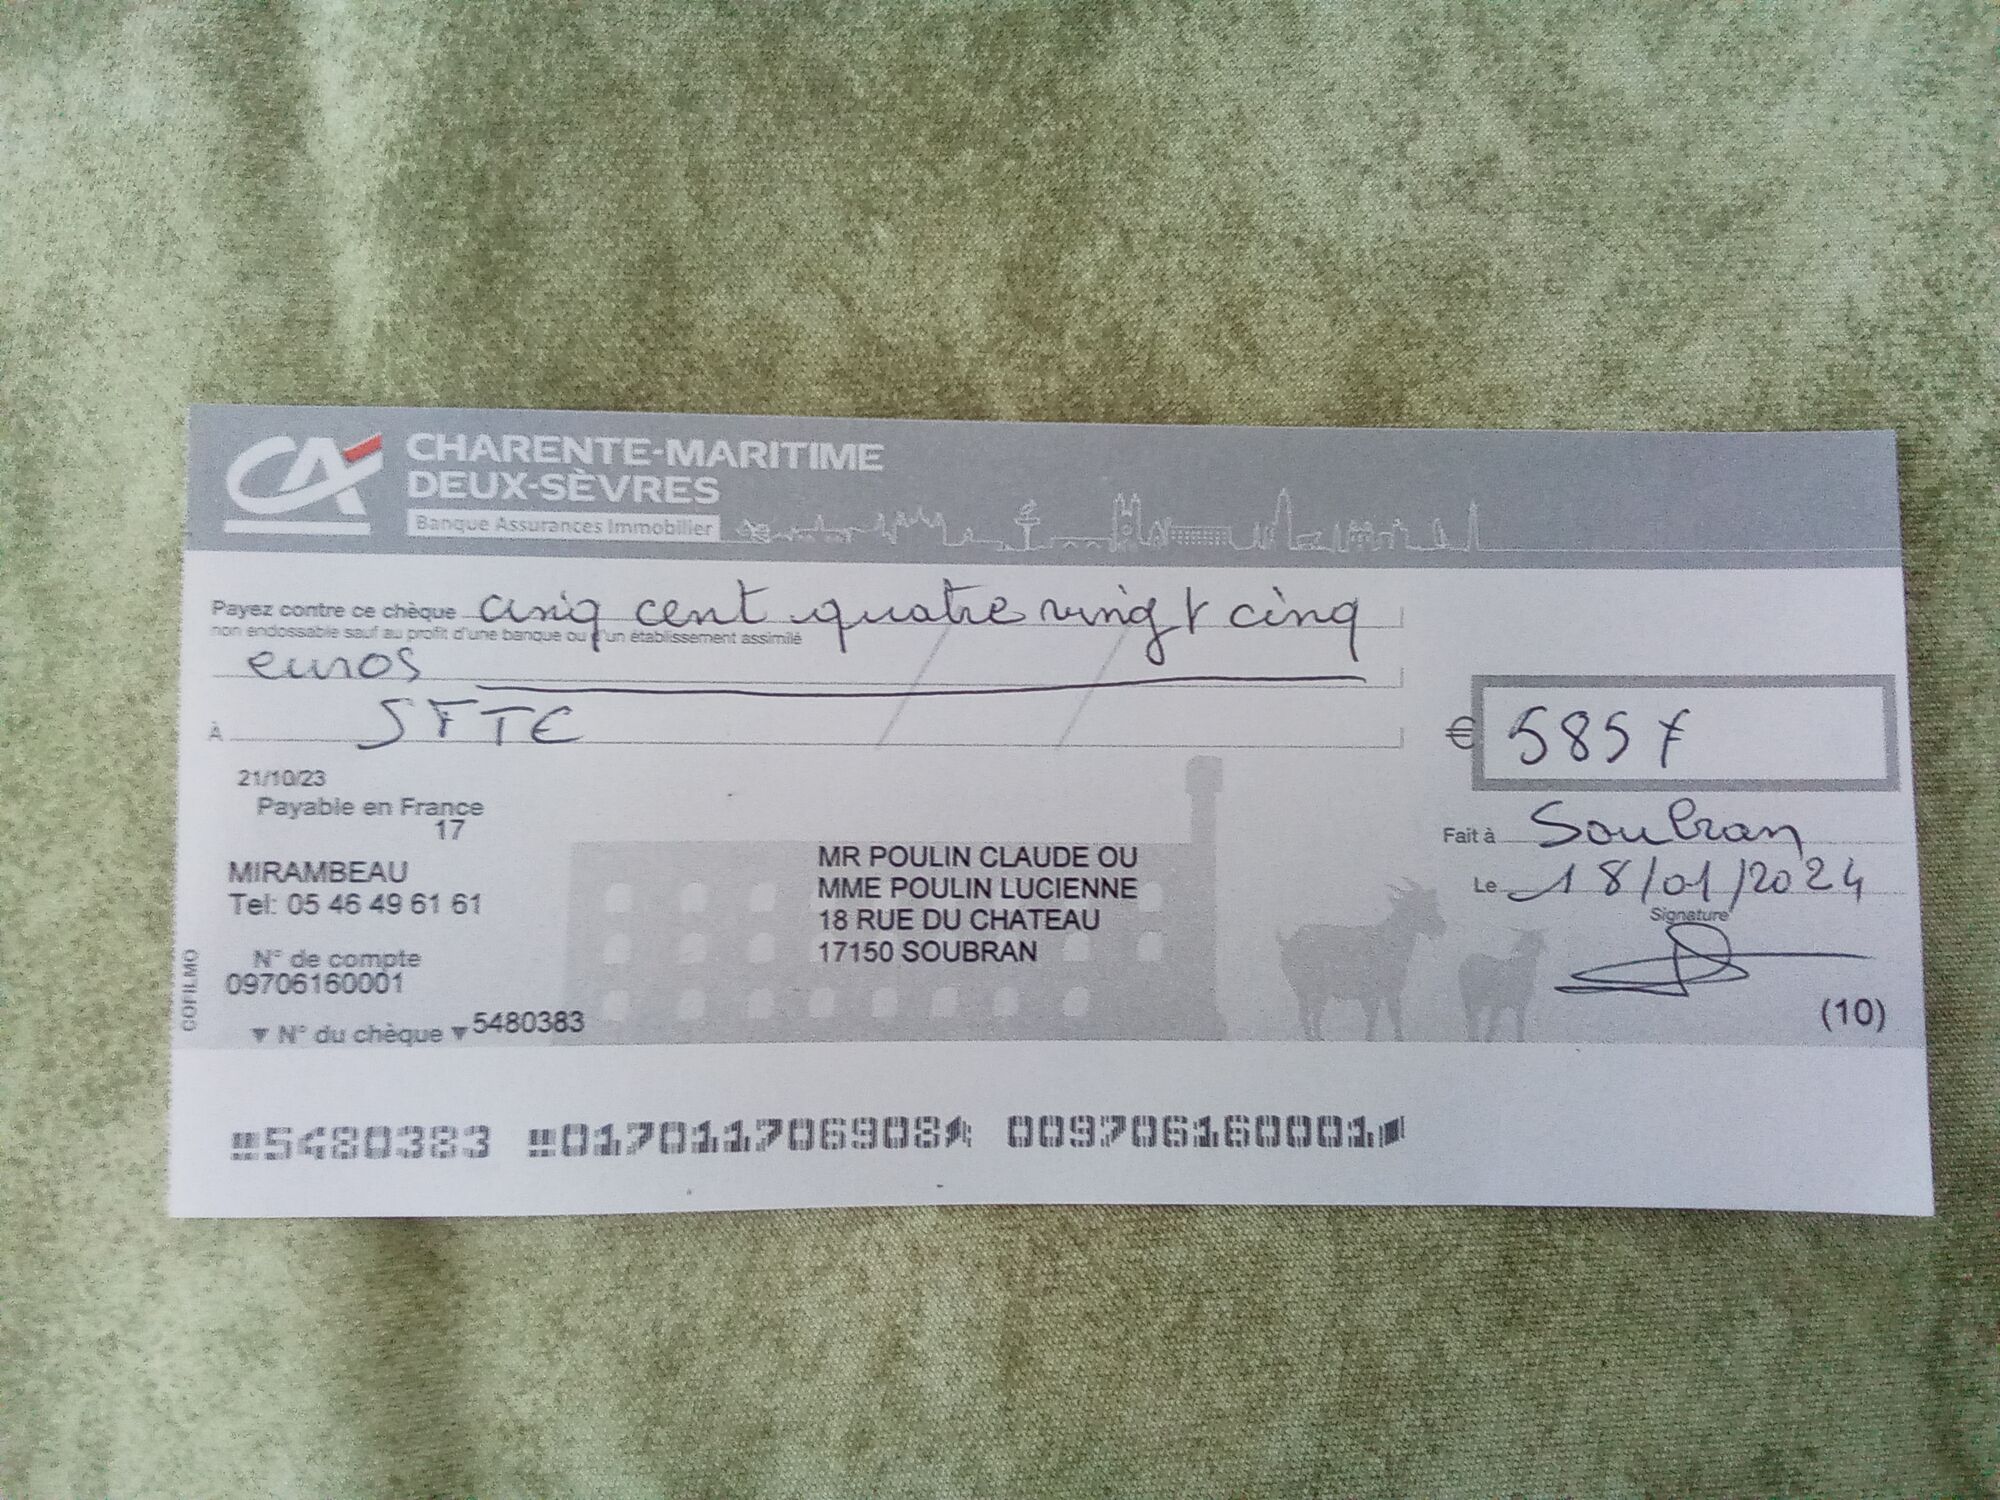 CA CHARENTE-MARITIME
DEUX-SÈVRES
Banque Assurances Immobilier
Payez contre ce chèque cinq cent quatre vingt cinq
non endossable sauf au profit d'une banque ou d'un établissement assimilé
euros
À SFTE
€ 585 €
21/10/23
Payable en France
17
MIRAMBEAU
Tel: 05 46 49 61 61
N° de compte
09706160001
▼ N° du chèque ▼ 5480383
COFILMO
MR POULIN CLAUDE OU
MME POULIN LUCIENNE
18 RUE DU CHATEAU
17150 SOUBRAN
Fait à Soubran
Le 18/01/2024
Signature
(10)
5480383 017011706908 009706160001